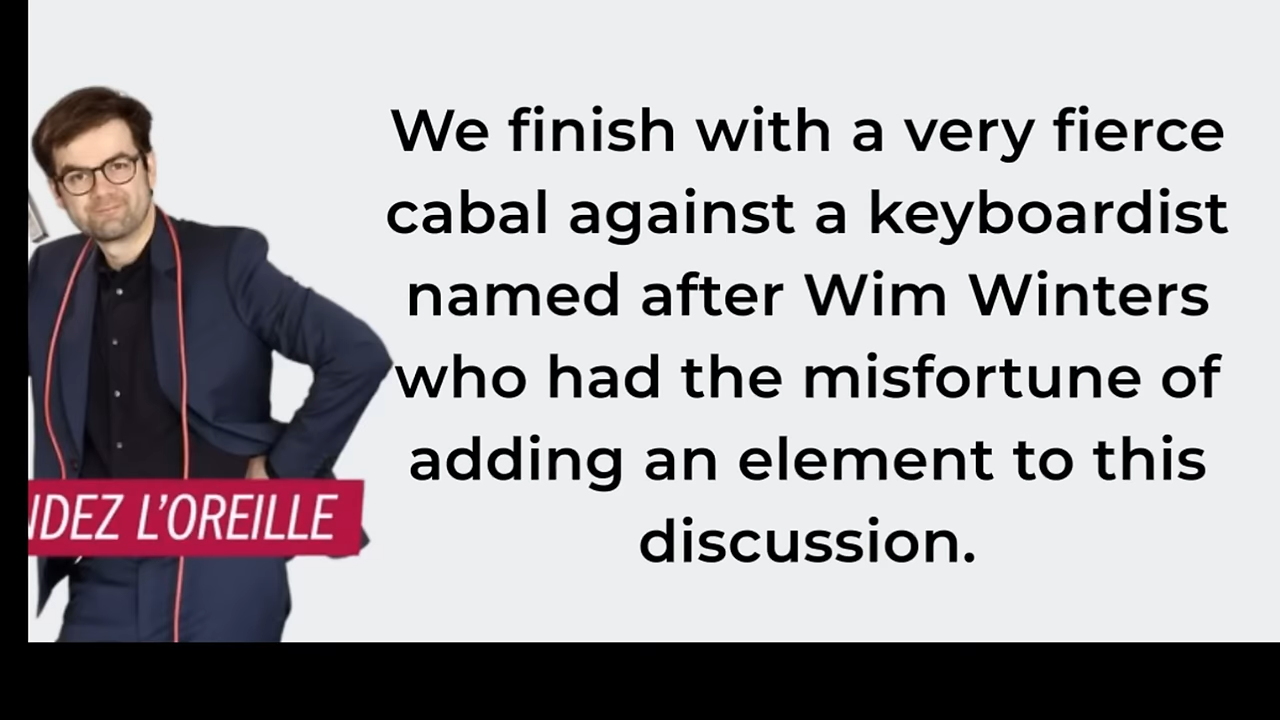 We finish with a very fierce
cabal against a keyboardist
named after Wim Winters
who had the misfortune of
adding an element to this
discussion.
NDEZ L'OREILLE